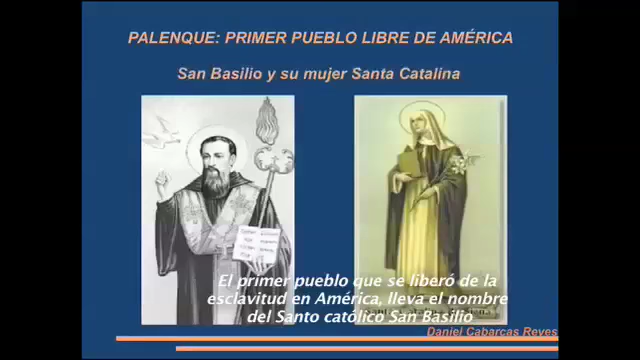 PALENQUE: PRIMER PUEBLO LIBRE DE AMÉRICA
San Basilio y su mujer Santa Catalina
El primer pueblo que se liberó de la
esclavitud en América, lleva el nombre
del Santo católico San Basilio
Daniel Cabarcas Reyes